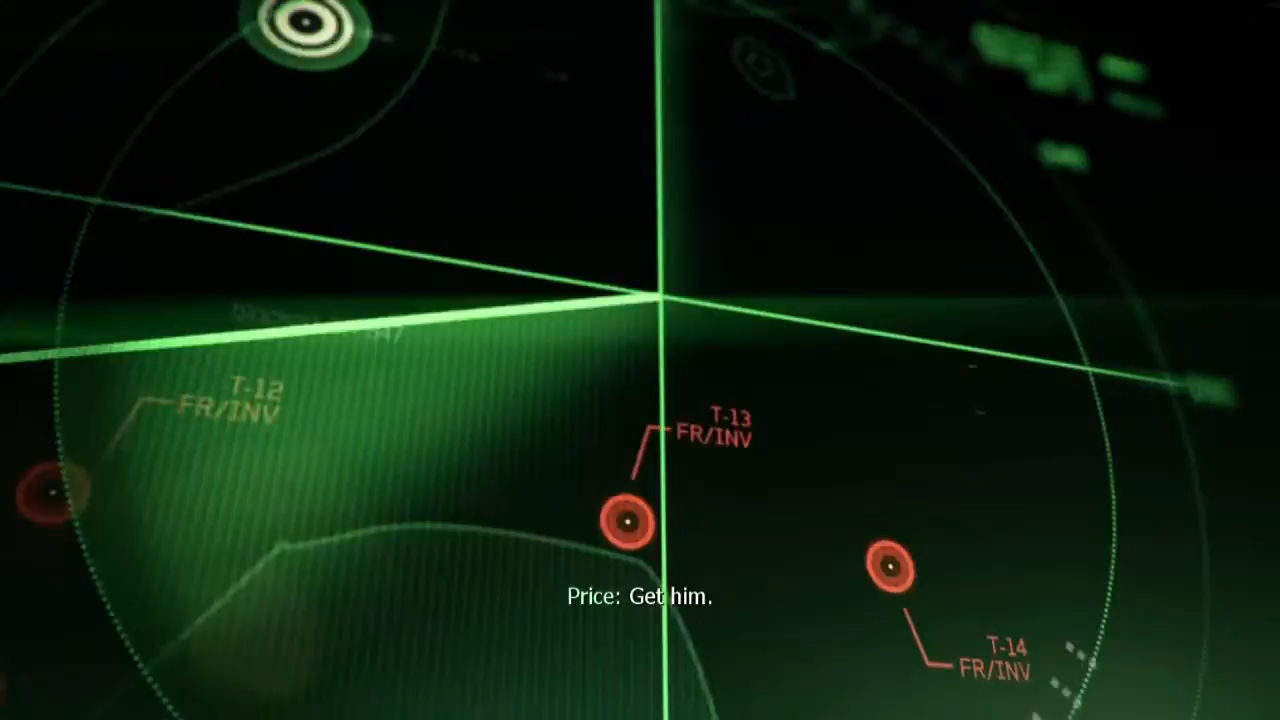 T-12
FR/INV
T-13
FR/INV
Price: Get him.
T-14
FR/INV